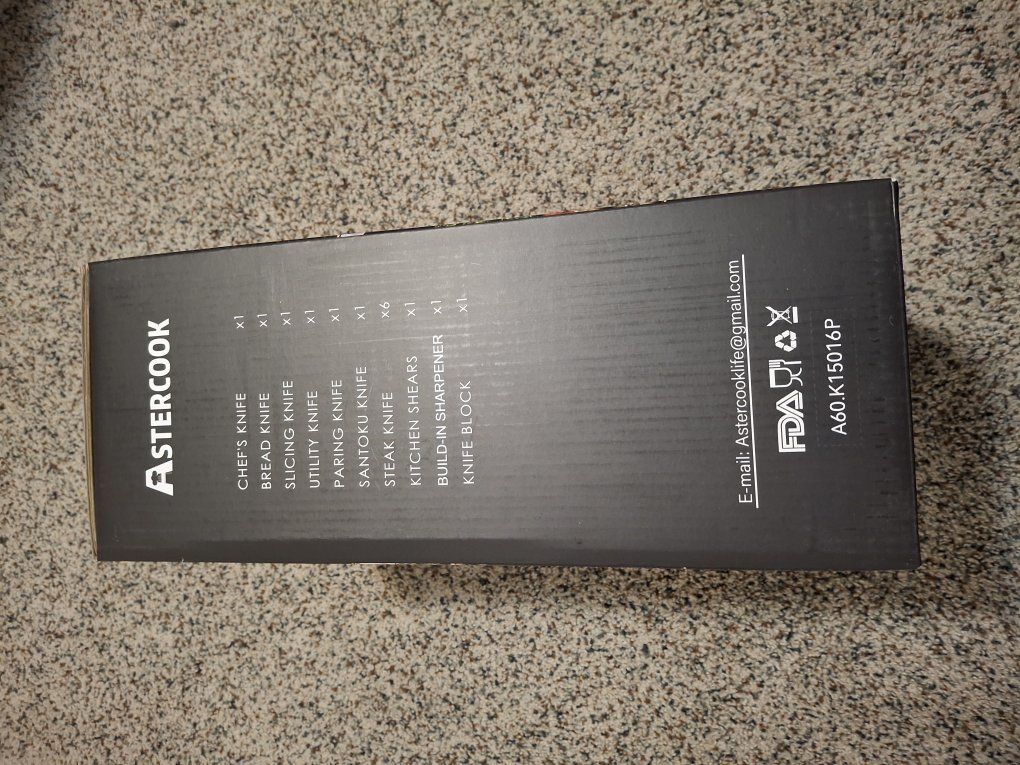 ASTERCOOK
CHEF'S KNIFE x1
BREAD KNIFE x1
SLICING KNIFE x1
UTILITY KNIFE x1
PARING KNIFE x1
SANTOKU KNIFE x1
STEAK KNIFE x6
KITCHEN SHEARS x1
BUILD-IN SHARPENER x1
KNIFE BLOCK x1
E-mail: Astercooklife@gmail.com
FDA
A60.K15016P